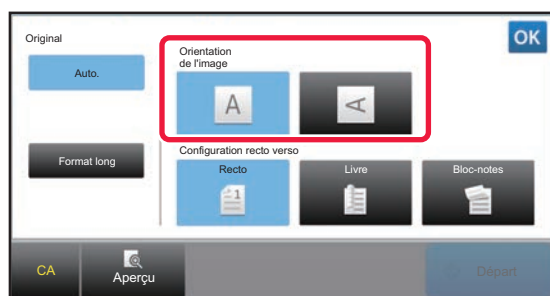 Original
OK
Orientation
de l'image
Auto.
A
A
Configuration recto verso
Format long
Recto
1
Livre
Bloc-notes
CA
Aperçu
Départ